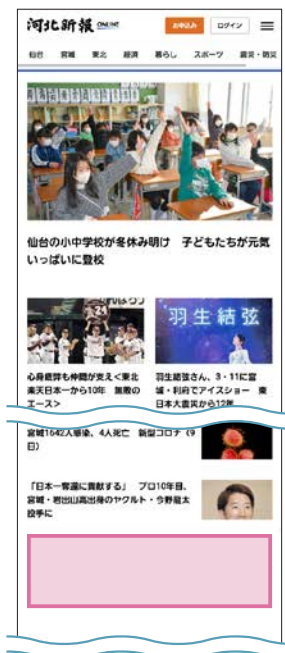 河北新報 ONLINE
お申込み
ログイン
仙台 宮城 東北 経済 暮らし スポーツ 震災・防災
仙台の小中学校が冬休み明け 子どもたちが元気
いっぱいに登校
羽生結弦
心身疲弊も仲間が支え<東北
楽天日本一から10年 無敗の
エース>
羽生結弦さん、3・11に宮
城・利府でアイスショー 東
日本大震災から12年
宮城1642人感染、4人死亡 新型コロナ(9
日)
「日本一奪還に貢献する」 プロ10年目、
宮城・岩出山高出身のヤクルト・今野龍太
投手に